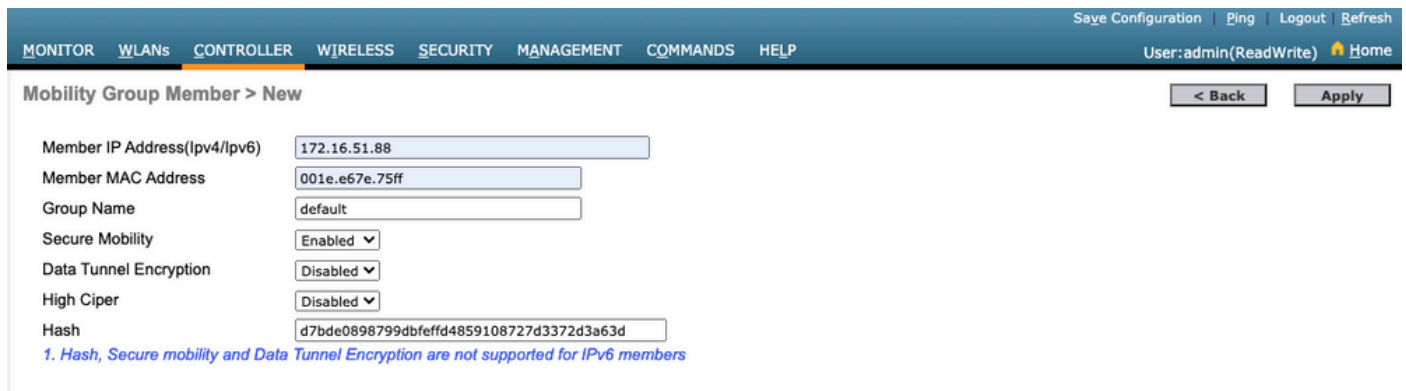 Save Configuration | Ping | Logout | Refresh
MONITOR WLANs CONTROLLER WIRELESS SECURITY MANAGEMENT COMMANDS HELP User:admin(ReadWrite) Home
Mobility Group Member > New < Back Apply
Member IP Address(Ipv4/Ipv6) 172.16.51.88
Member MAC Address 001e.e67e.75ff
Group Name default
Secure Mobility Enabled
Data Tunnel Encryption Disabled
High Ciper Disabled
Hash d7bde0898799dbfeffd4859108727d3372d3a63d
1. Hash, Secure mobility and Data Tunnel Encryption are not supported for IPv6 members